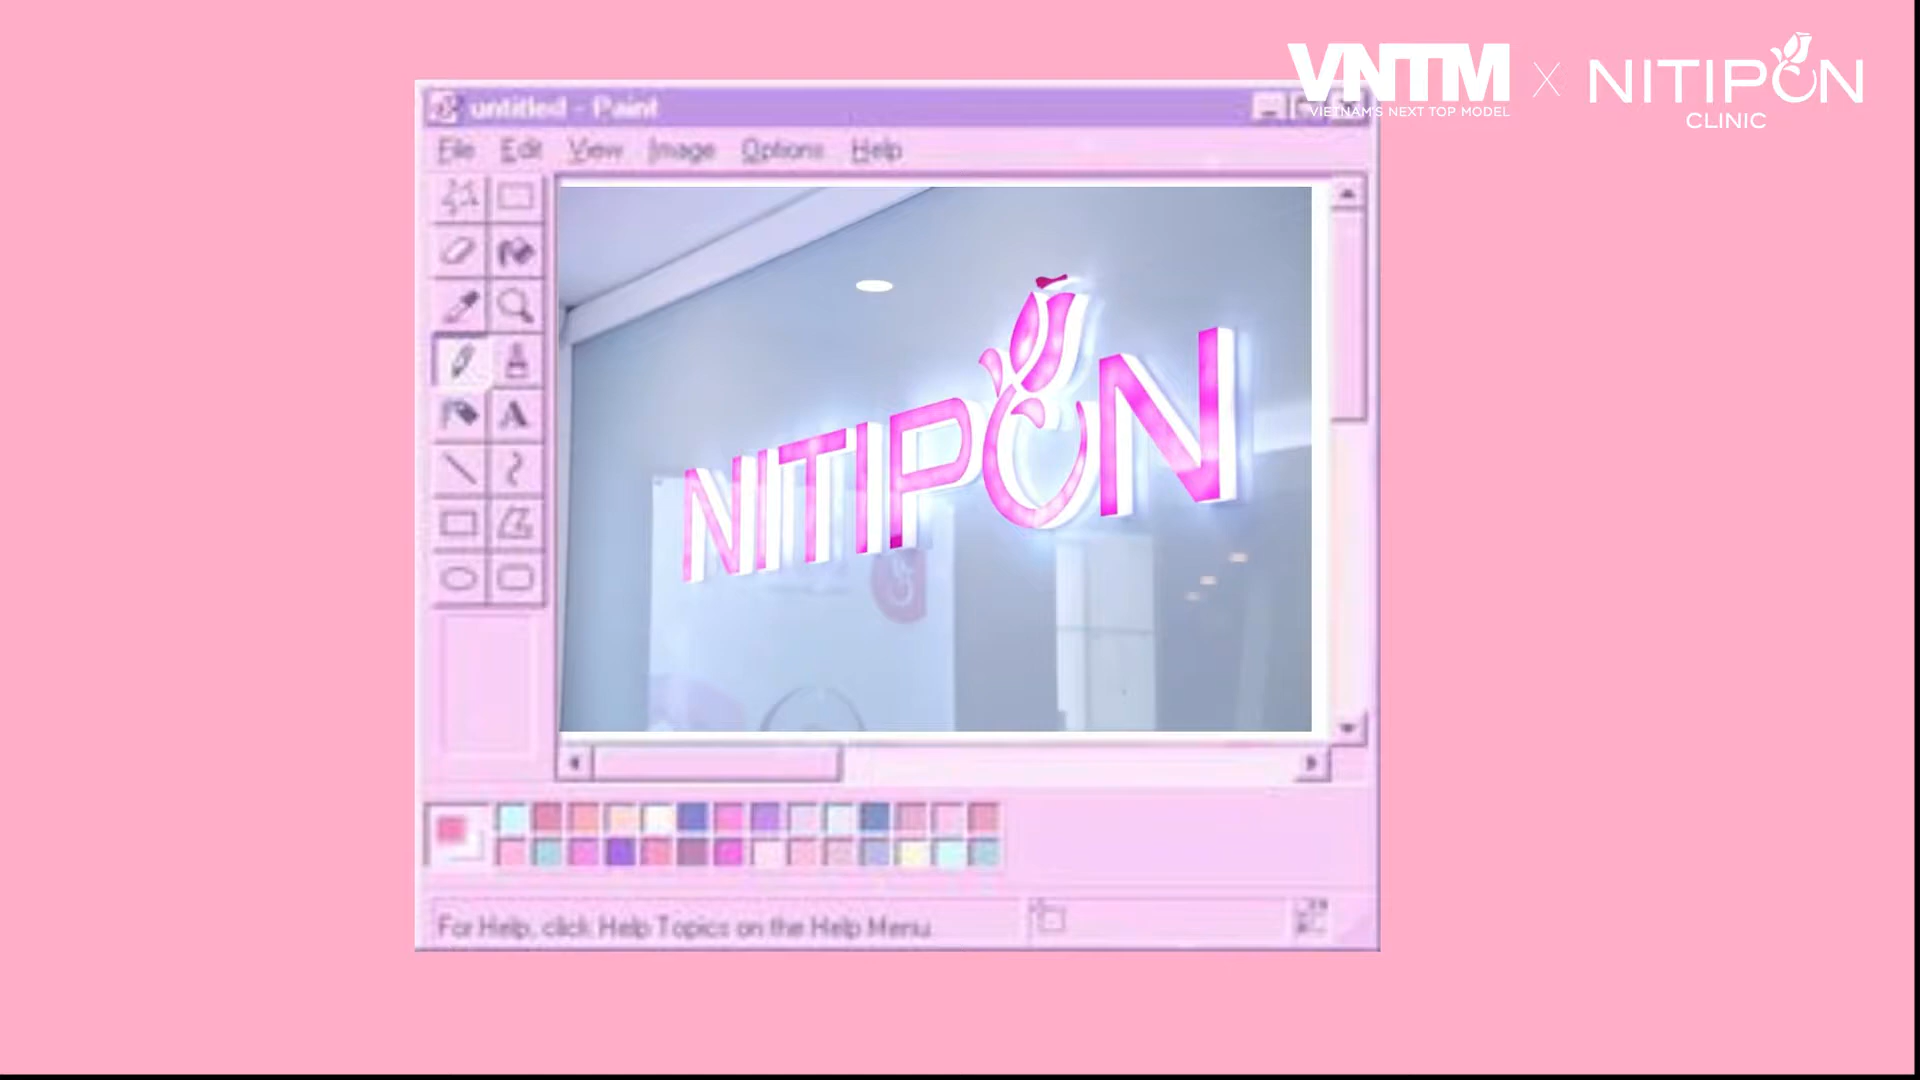 VNTM X NITIPON
VIETNAM'S NEXT TOP MODEL
CLINIC
untitled - Paint
File Edit View Image Options Help
A
NITIPON
For Help, click Help Topics on the Help Menu.